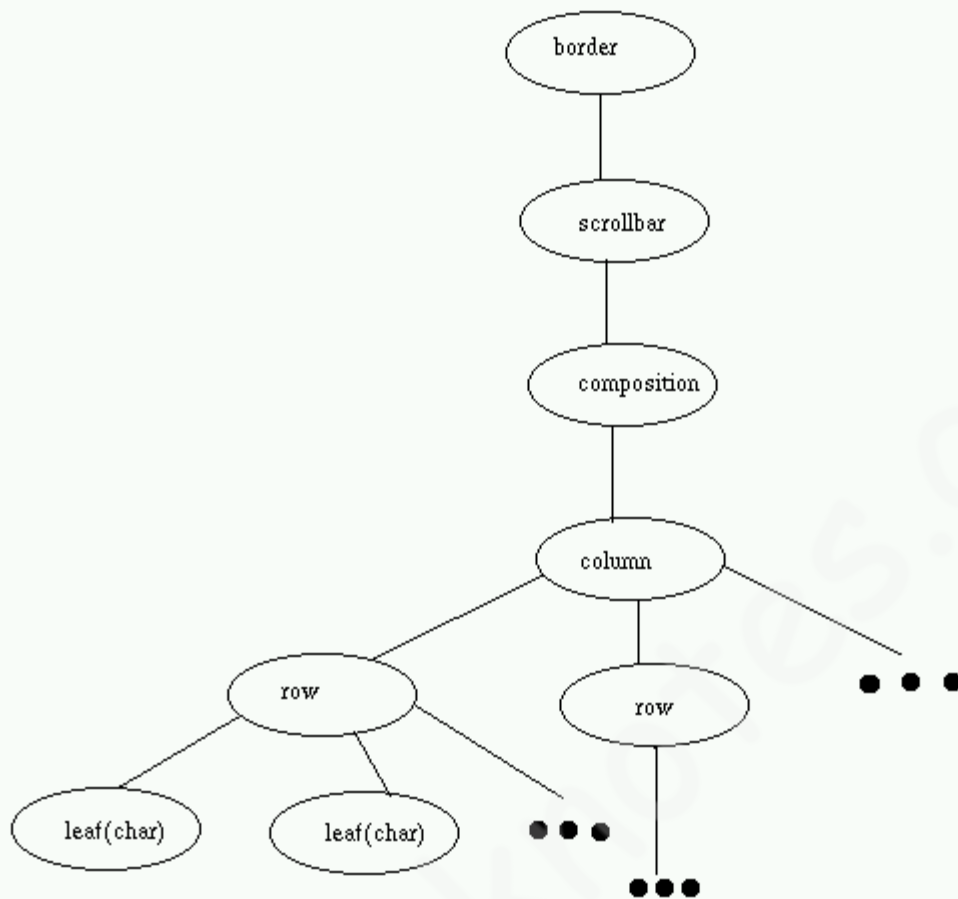 border
scrollbar
composition
column
row
row
leaf(char)
leaf(char)